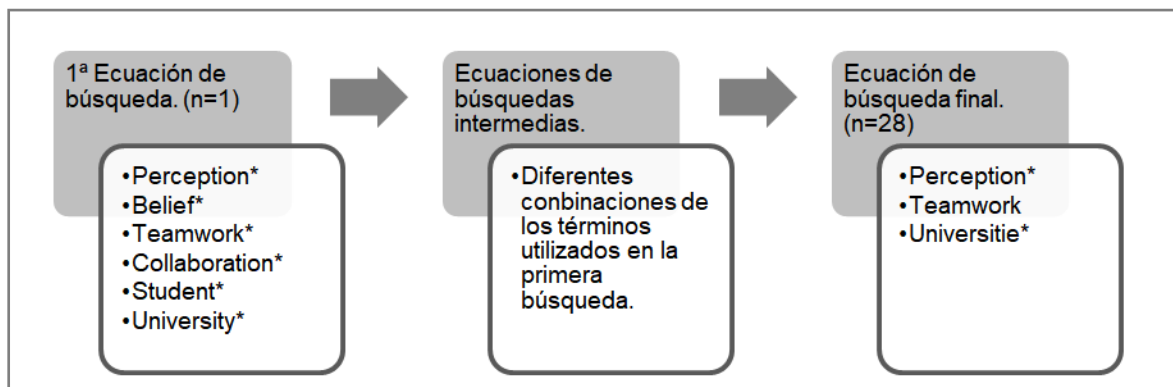 1ª Ecuación de
búsqueda. (n=1)
•Perception*
•Belief*
•Teamwork*
•Collaboration*
•Student*
•University*
Ecuaciones de
búsquedas
intermedias.
•Diferentes
conbinaciones de
los términos
utilizados en la
primera
búsqueda.
Ecuación de
búsqueda final.
(n=28)
•Perception*
•Teamwork
•Universitie*